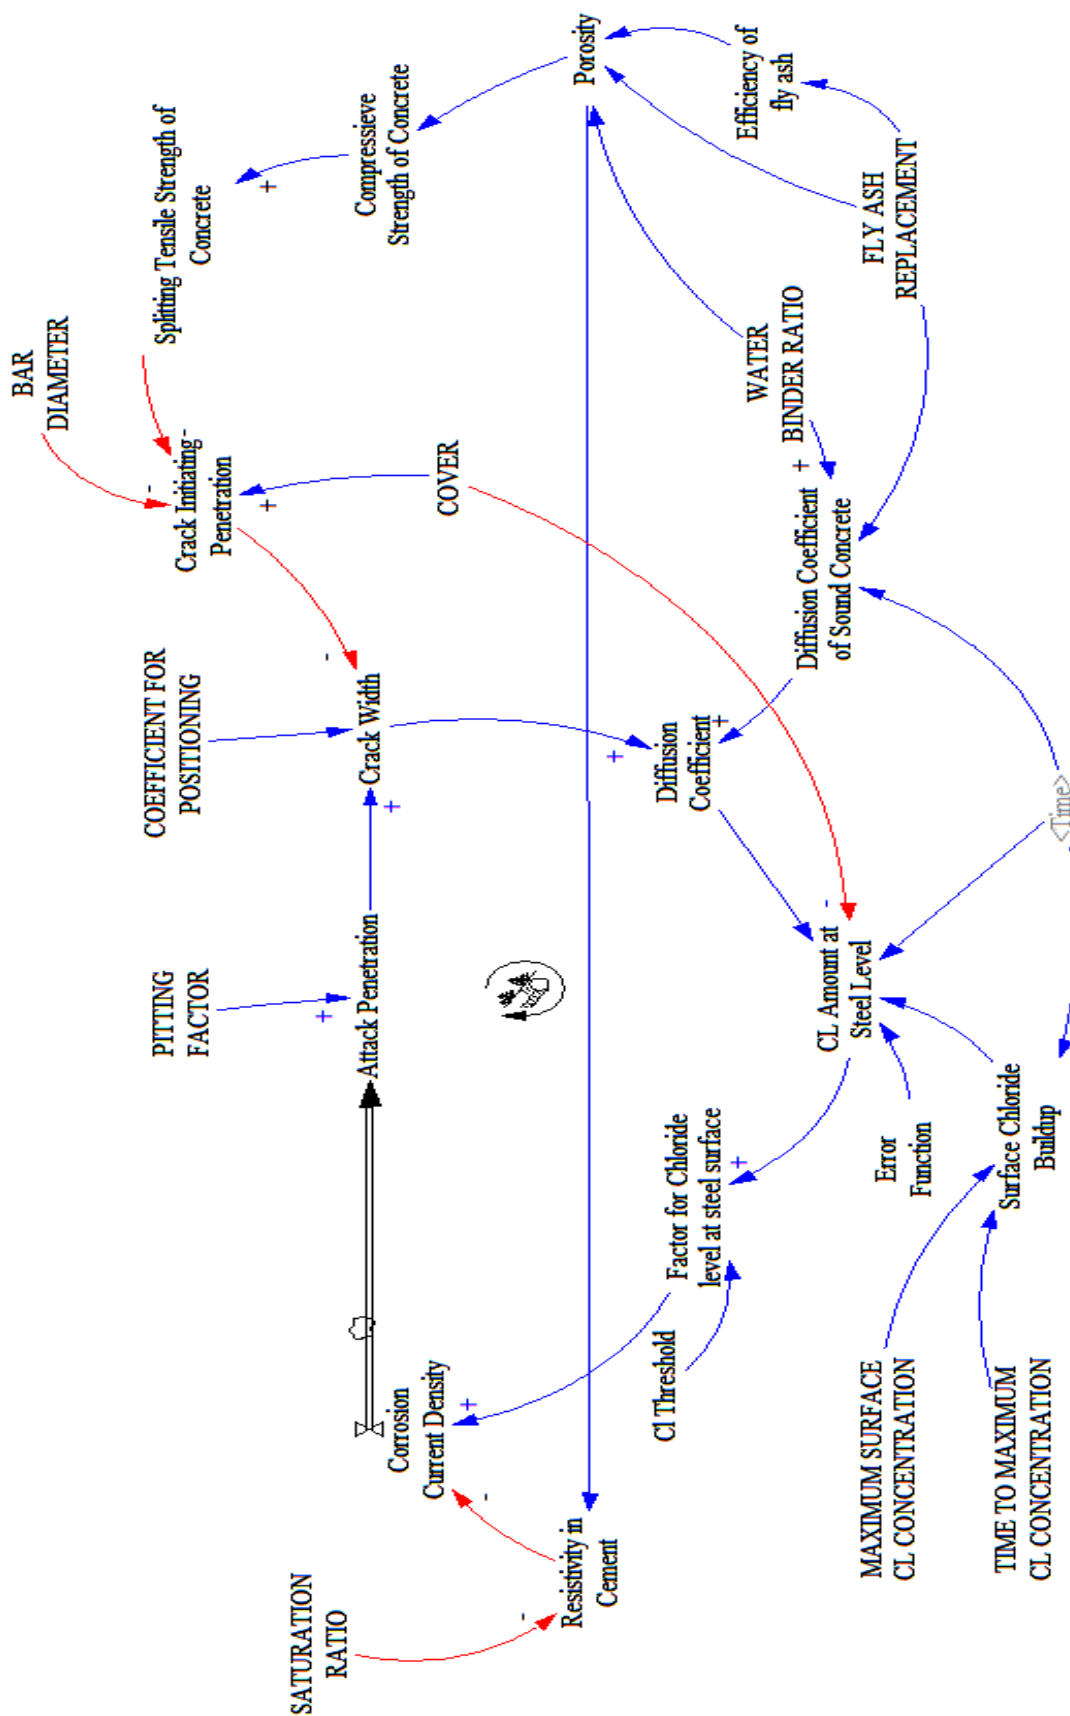 SATURATION
RATIO
PITTING
FACTOR
COEFFICIENT FOR
POSITIONING
BAR
DIAMETER
Splitting Tensile Strength of
Concrete
-
-
Crack Initiating
Penetration
+
+
-
Corrosion
Current Density
+
-
Attack Penetration
+
+
Crack Width
-
COVER
Compressieve
Strength of Concrete
Resistivity in
Cement
-
Cl Threshold
Factor for Chloride
level at steel surface
+
Diffusion
Coefficient
+
+
Porosity
CL Amount at
Steel Level
-
Diffusion Coefficient
of Sound Concrete
+
WATER
BINDER RATIO
Efficiency of
fly ash
FLY ASH
REPLACEMENT
MAXIMUM SURFACE
CL CONCENTRATION
Error
Function
TIME TO MAXIMUM
CL CONCENTRATION
Surface Chloride
Buildup
<Time>